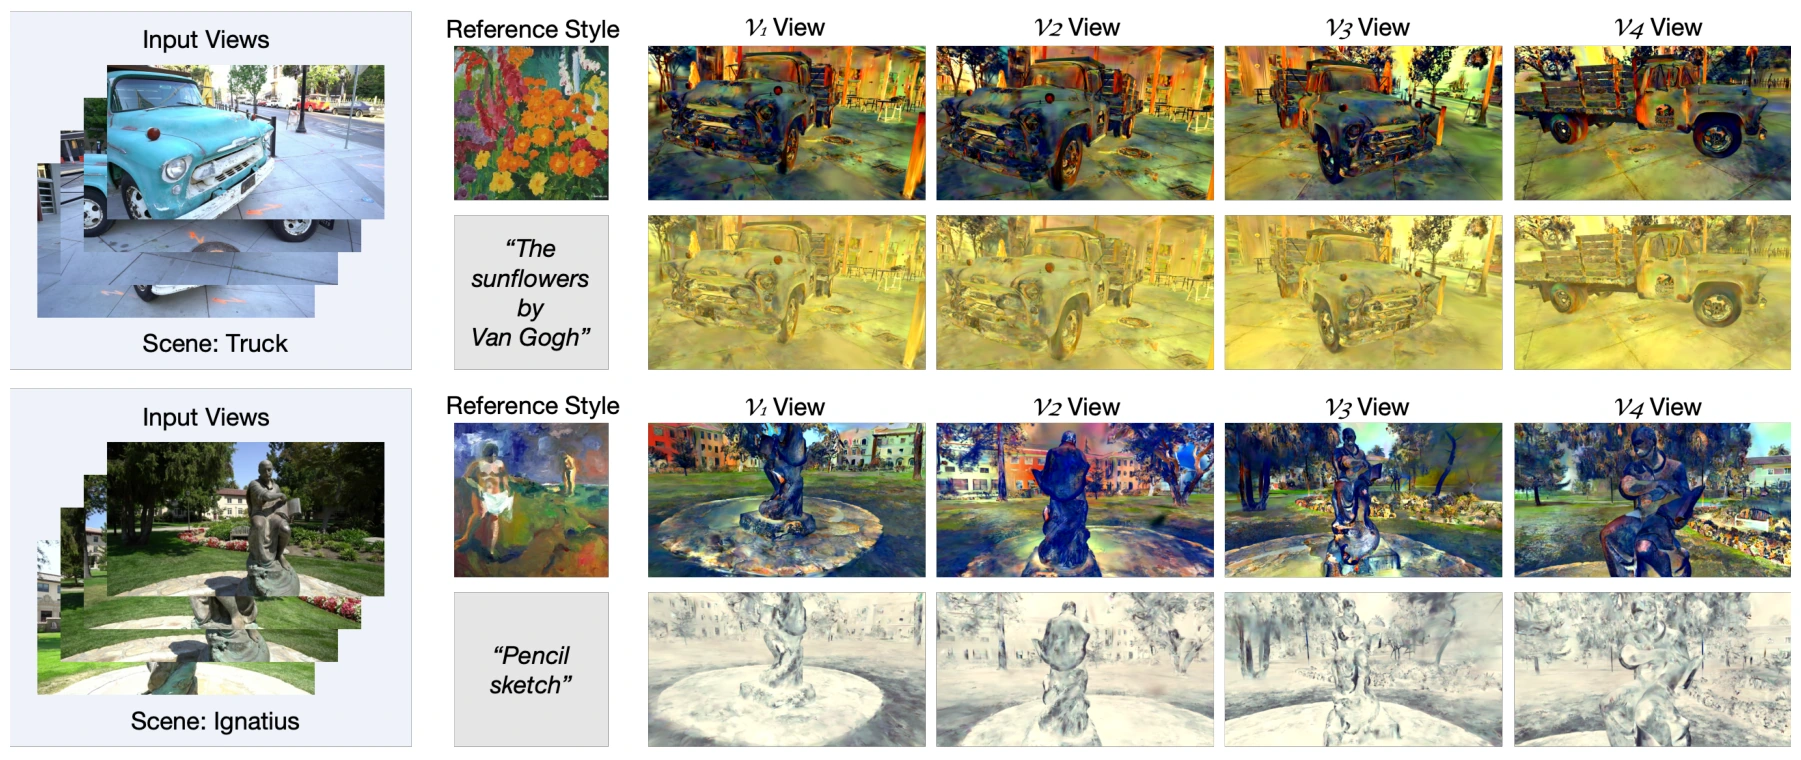 Input Views
Scene: Truck
Reference Style
𝒱₁ View
𝒱₂ View
𝒱₃ View
𝒱₄ View
“The
sunflowers
by
Van Gogh”
Input Views
Scene: Ignatius
Reference Style
𝒱₁ View
𝒱₂ View
𝒱₃ View
𝒱₄ View
“Pencil
sketch”